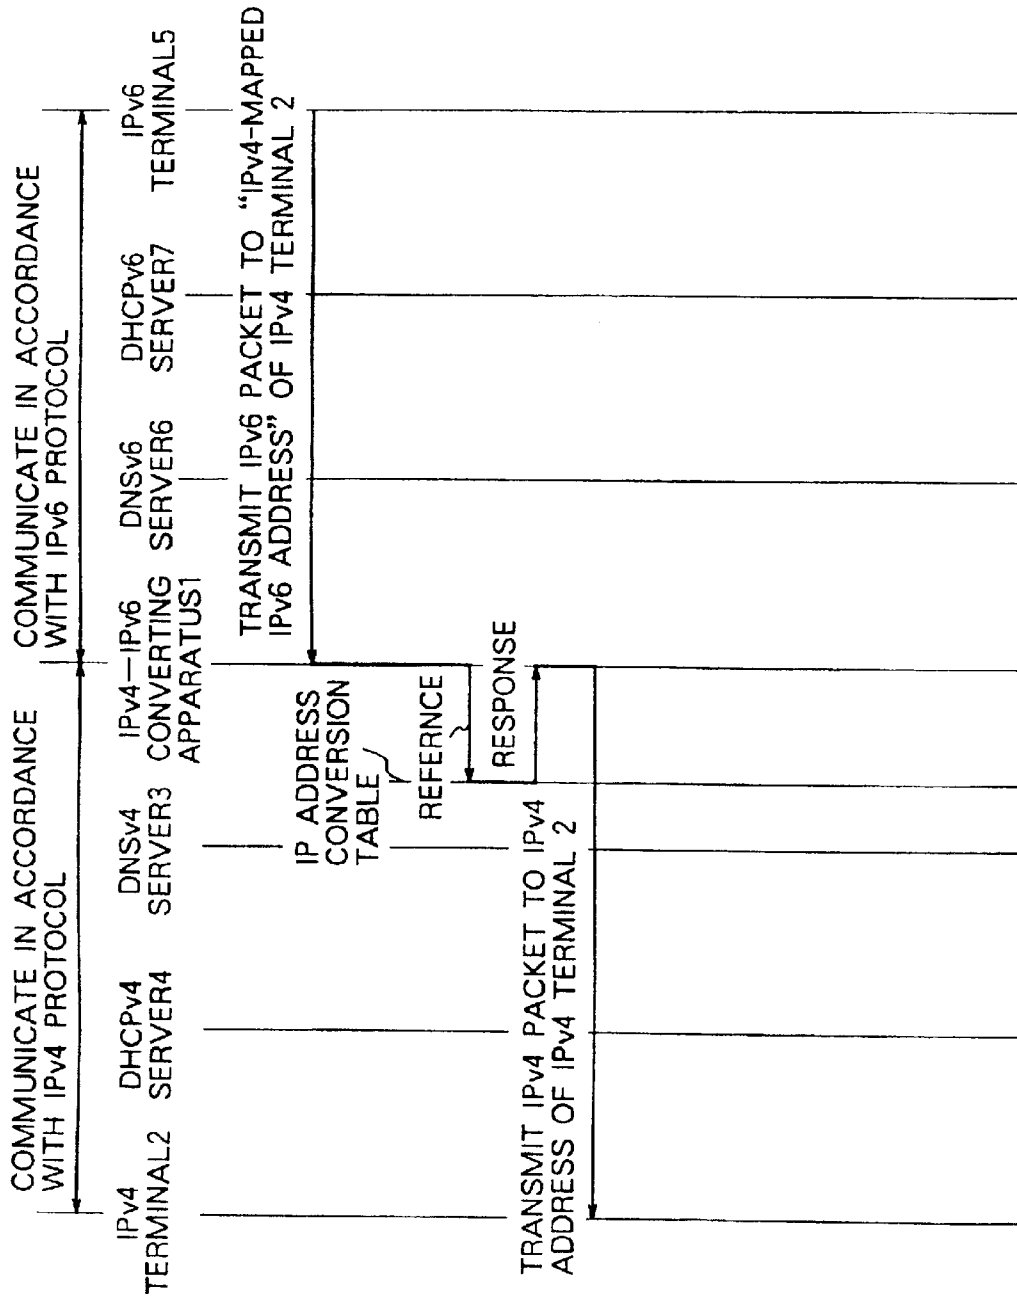 COMMUNICATE IN ACCORDANCE
WITH IPv4 PROTOCOL
COMMUNICATE IN ACCORDANCE
WITH IPv6 PROTOCOL
IPv4
TERMINAL2
DHCPv4
SERVER4
DNSv4
SERVER3
IPv4—IPv6
CONVERTING
APPARATUS1
DNSv6
SERVER6
DHCPv6
SERVER7
IPv6
TERMINAL5
TRANSMIT IPv6 PACKET TO "IPv4-MAPPED
IPv6 ADDRESS" OF IPv4 TERMINAL 2
IP ADDRESS
CONVERSION
TABLE
REFERNCE
RESPONSE
TRANSMIT IPv4 PACKET TO IPv4
ADDRESS OF IPv4 TERMINAL 2